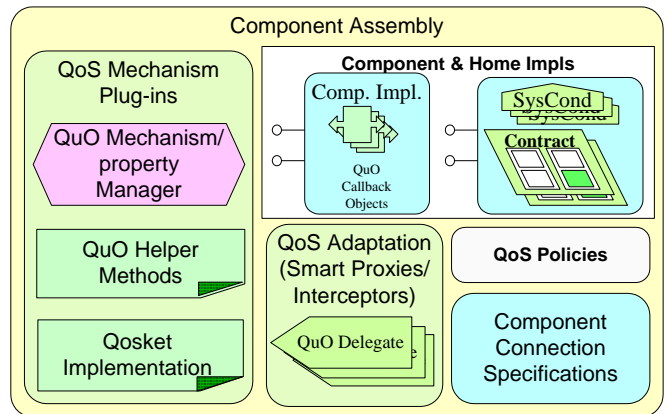 Component Assembly
QoS Mechanism
Plug-ins
QuO Mechanism/
property
Manager
QuO Helper
Methods
Qosket
Implementation
Component & Home Impls
Comp. Impl.
QuO
Callback
Objects
SysCond
SysCond
Contract
QoS Adaptation
(Smart Proxies/
Interceptors)
QuO Delegate
QoS Policies
Component
Connection
Specifications